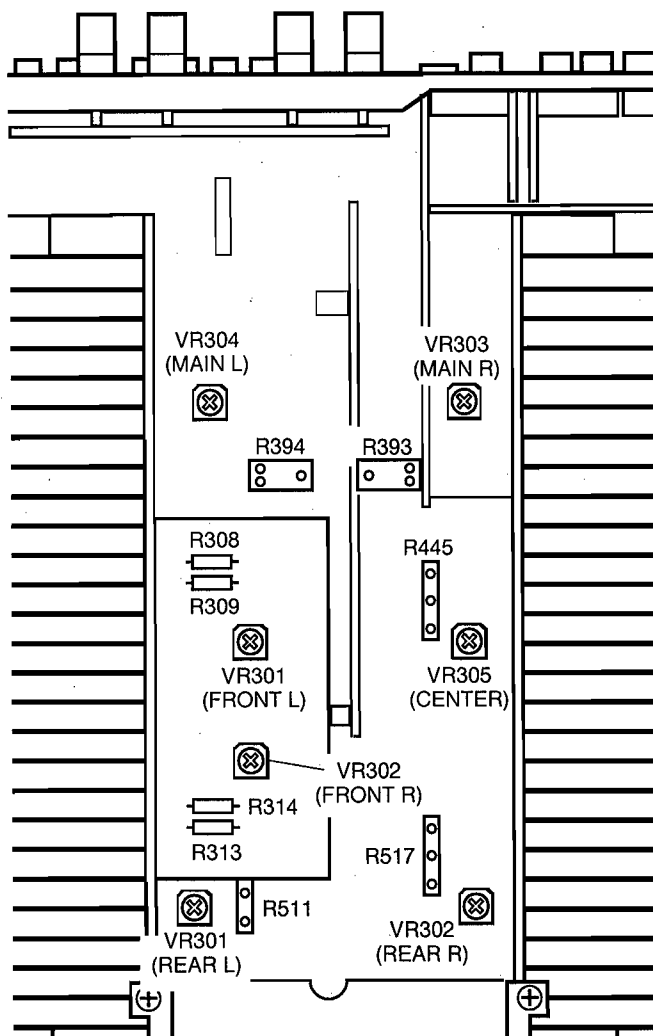 VR304
(MAIN L)
VR303
(MAIN R)
R394
R393
R308
R309
R445
VR301
(FRONT L)
VR305
(CENTER)
VR302
(FRONT R)
R314
R313
R517
R511
VR301
(REAR L)
VR302
(REAR R)